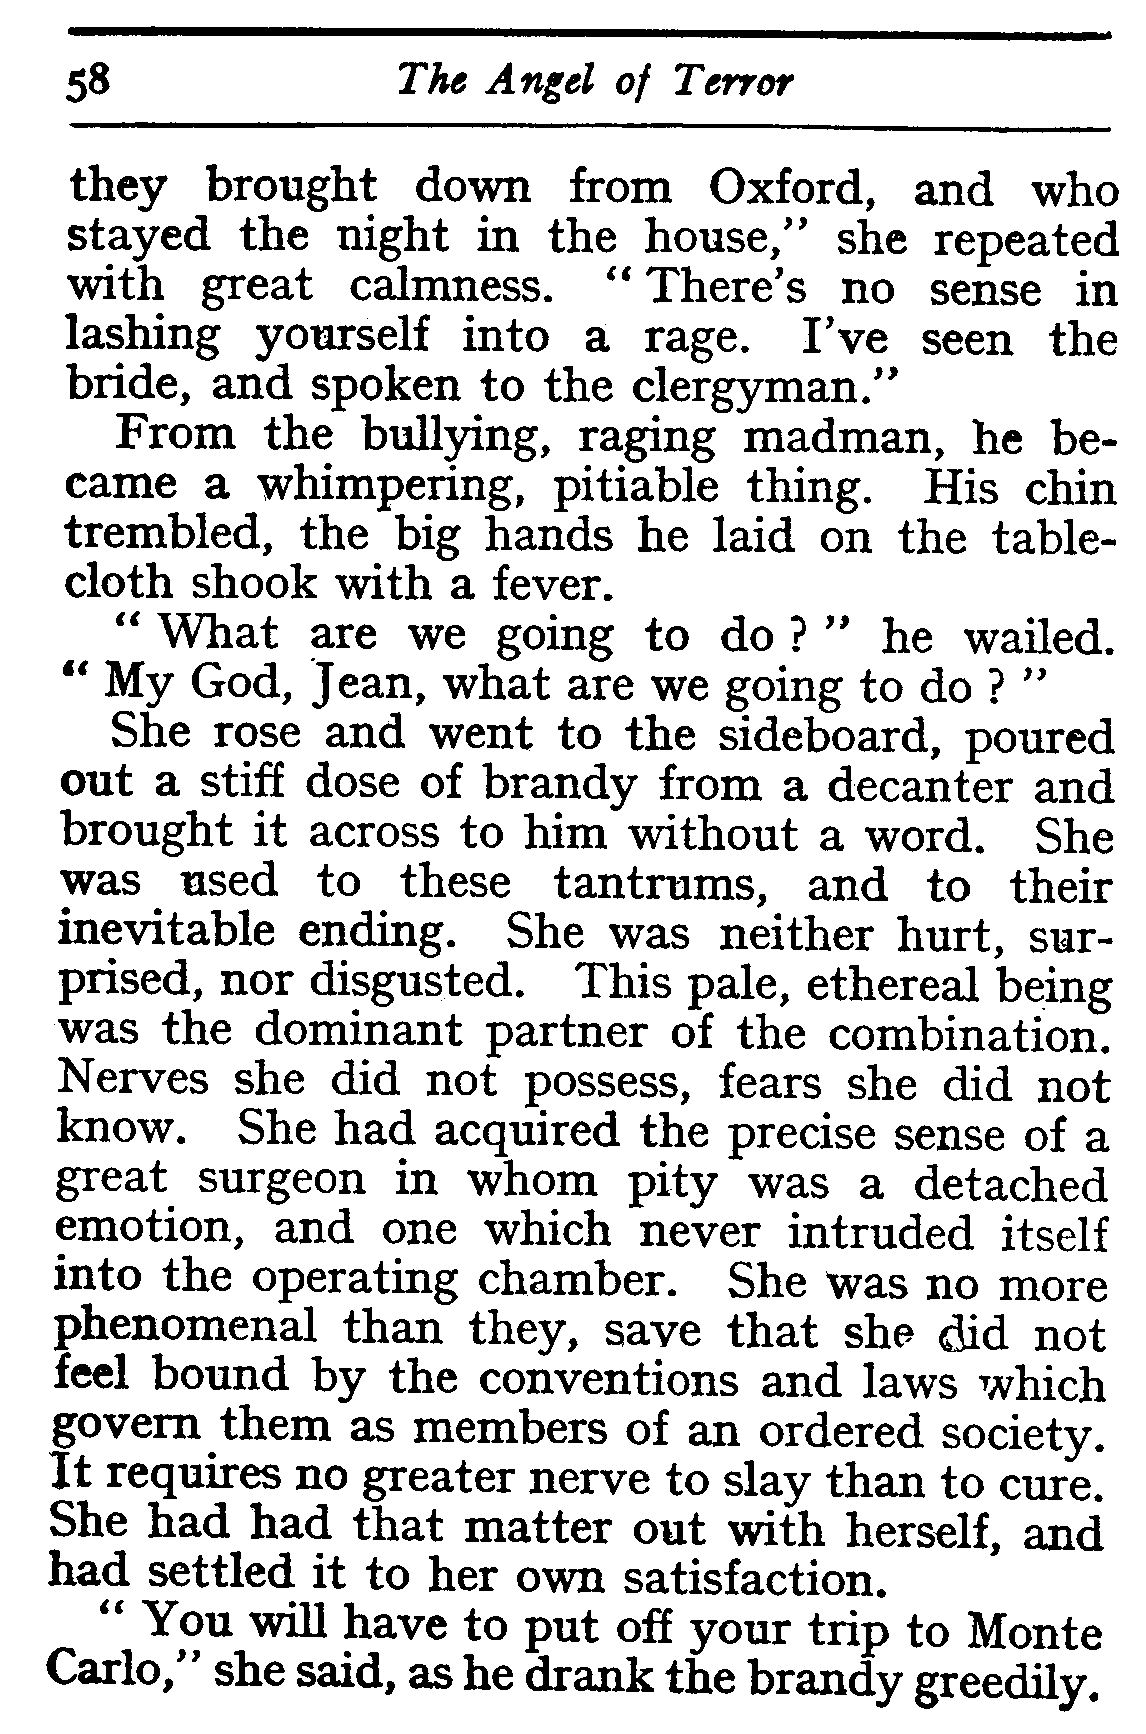 58 The Angel of Terror
they brought down from Oxford, and who
stayed the night in the house," she repeated
with great calmness. "There's no sense in
lashing yourself into a rage. I've seen the
bride, and spoken to the clergyman."
From the bullying, raging madman, he be-
came a whimpering, pitiable thing. His chin
trembled, the big hands he laid on the table-
cloth shook with a fever.
" What are we going to do ? " he wailed.
" My God, Jean, what are we going to do ? "
She rose and went to the sideboard, poured
out a stiff dose of brandy from a decanter and
brought it across to him without a word. She
was used to these tantrums, and to their
inevitable ending. She was neither hurt, sur-
prised, nor disgusted. This pale, ethereal being
was the dominant partner of the combination.
Nerves she did not possess, fears she did not
know. She had acquired the precise sense of a
great surgeon in whom pity was a detached
emotion, and one which never intruded itself
into the operating chamber. She was no more
phenomenal than they, save that she did not
feel bound by the conventions and laws which
govern them as members of an ordered society.
It requires no greater nerve to slay than to cure.
She had had that matter out with herself, and
had settled it to her own satisfaction.
" You will have to put off your trip to Monte
Carlo," she said, as he drank the brandy greedily.